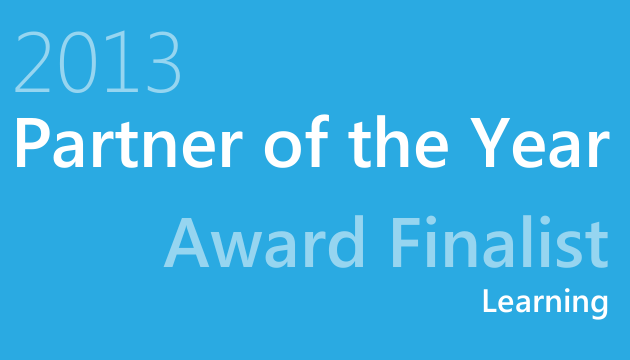 2013
Partner of the Year
Award Finalist
Learning